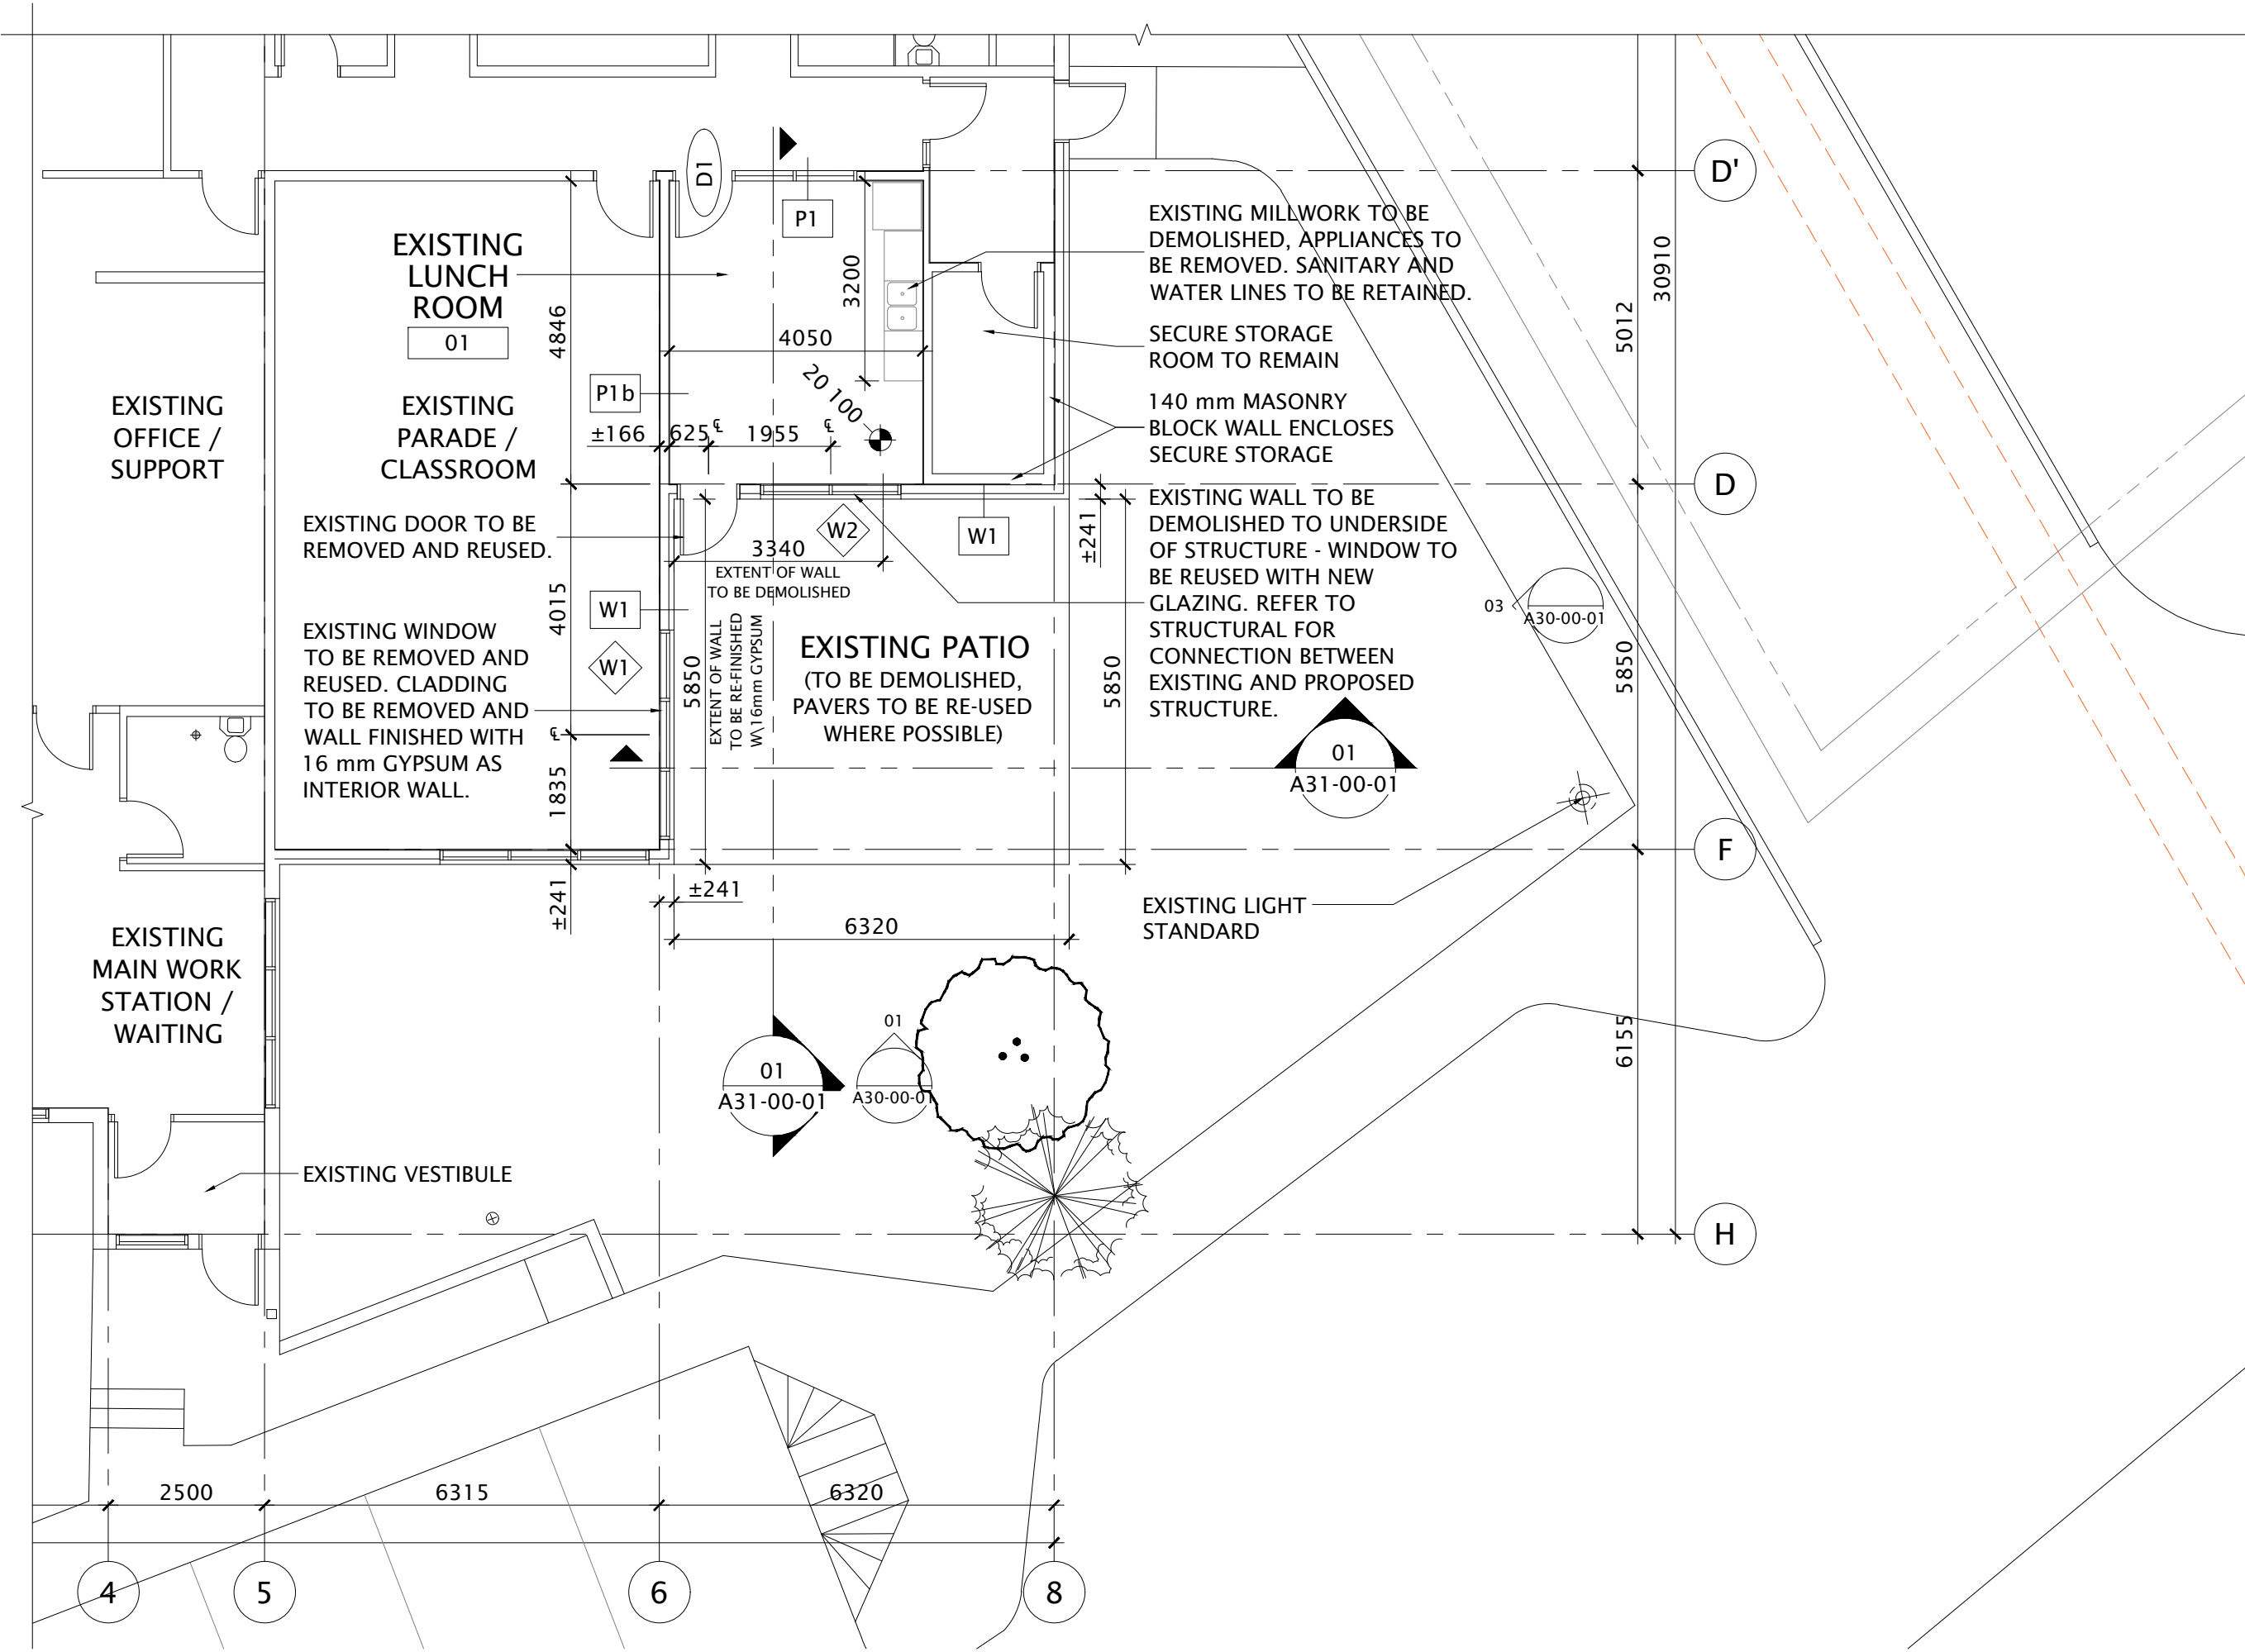 D1
P1
D'
EXISTING
LUNCH
ROOM
01
4846
3200
4050
20 100
EXISTING MILLWORK TO BE
DEMOLISHED, APPLIANCES TO
BE REMOVED. SANITARY AND
WATER LINES TO BE RETAINED.
SECURE STORAGE
ROOM TO REMAIN
140 mm MASONRY
BLOCK WALL ENCLOSES
SECURE STORAGE
30910
5012
EXISTING
OFFICE /
SUPPORT
EXISTING
PARADE /
CLASSROOM
P1b
±166
625
℄
1955
℄
D
EXISTING DOOR TO BE
REMOVED AND REUSED.
W2
W1
±241
3340
EXTENT OF WALL
TO BE DEMOLISHED
EXISTING WALL TO BE
DEMOLISHED TO UNDERSIDE
OF STRUCTURE - WINDOW TO
BE REUSED WITH NEW
GLAZING. REFER TO
STRUCTURAL FOR
CONNECTION BETWEEN
EXISTING AND PROPOSED
STRUCTURE.
03
A30-00-01
4015
W1
W1
EXISTING WINDOW
TO BE REMOVED AND
REUSED. CLADDING
TO BE REMOVED AND
WALL FINISHED WITH
16 mm GYPSUM AS
INTERIOR WALL.
℄
1835
5850
EXTENT OF WALL
TO BE RE-FINISHED
W\16mm GYPSUM
EXISTING PATIO
(TO BE DEMOLISHED,
PAVERS TO BE RE-USED
WHERE POSSIBLE)
5850
5850
01
A31-00-01
F
±241
±241
6320
EXISTING LIGHT
STANDARD
EXISTING
MAIN WORK
STATION /
WAITING
01
A31-00-01
01
A30-00-01
6155
EXISTING VESTIBULE
H
2500
6315
6320
4
5
6
8